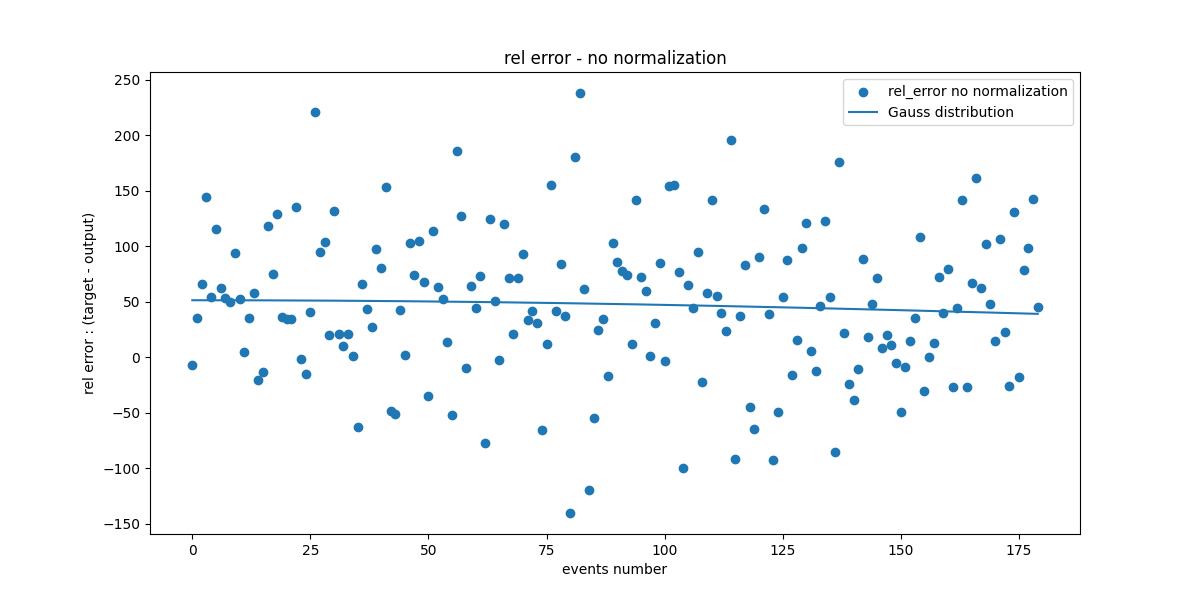 rel error - no normalization
rel_error no normalization
Gauss distribution
rel error : (target - output)
250
200
150
100
50
0
−50
−100
−150
0 25 50 75 100 125 150 175
events number